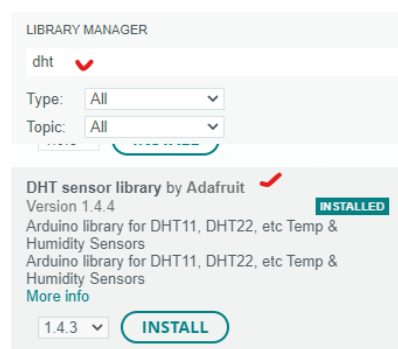 LIBRARY MANAGER
dht
Type: All
Topic: All
DHT sensor library by Adafruit
Version 1.4.4 INSTALLED
Arduino library for DHT11, DHT22, etc Temp &
Humidity Sensors
Arduino library for DHT11, DHT22, etc Temp &
Humidity Sensors
More info
1.4.3 INSTALL